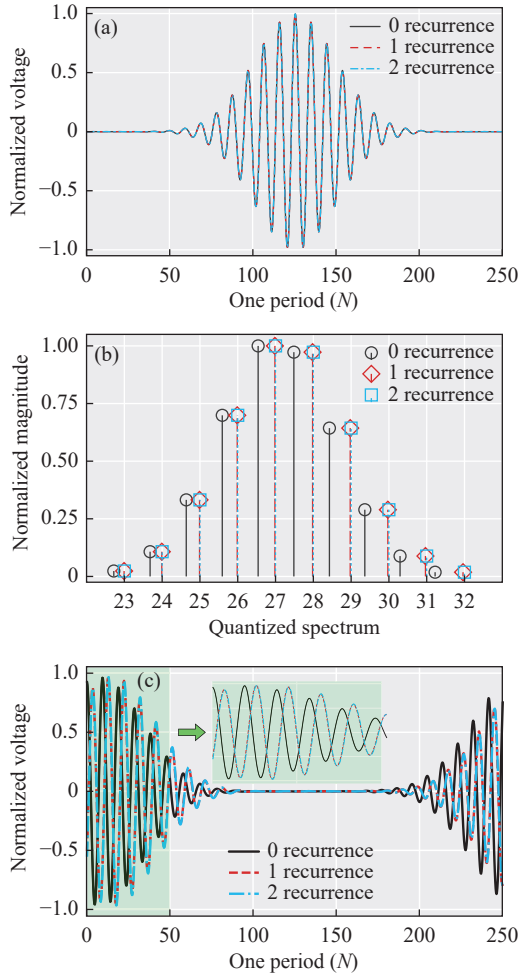 (a)
0 recurrence
1 recurrence
2 recurrence
Normalized voltage
1.0
0.5
0
−0.5
−1.0
0 50 100 150 200 250
One period (N)
(b)
0 recurrence
1 recurrence
2 recurrence
Normalized magnitude
1.00
0.75
0.50
0.25
0
23 24 25 26 27 28 29 30 31 32
Quantized spectrum
(c)
Normalized voltage
1.0
0.5
0
−0.5
−1.0
0 recurrence
1 recurrence
2 recurrence
0 50 100 150 200 250
One period (N)